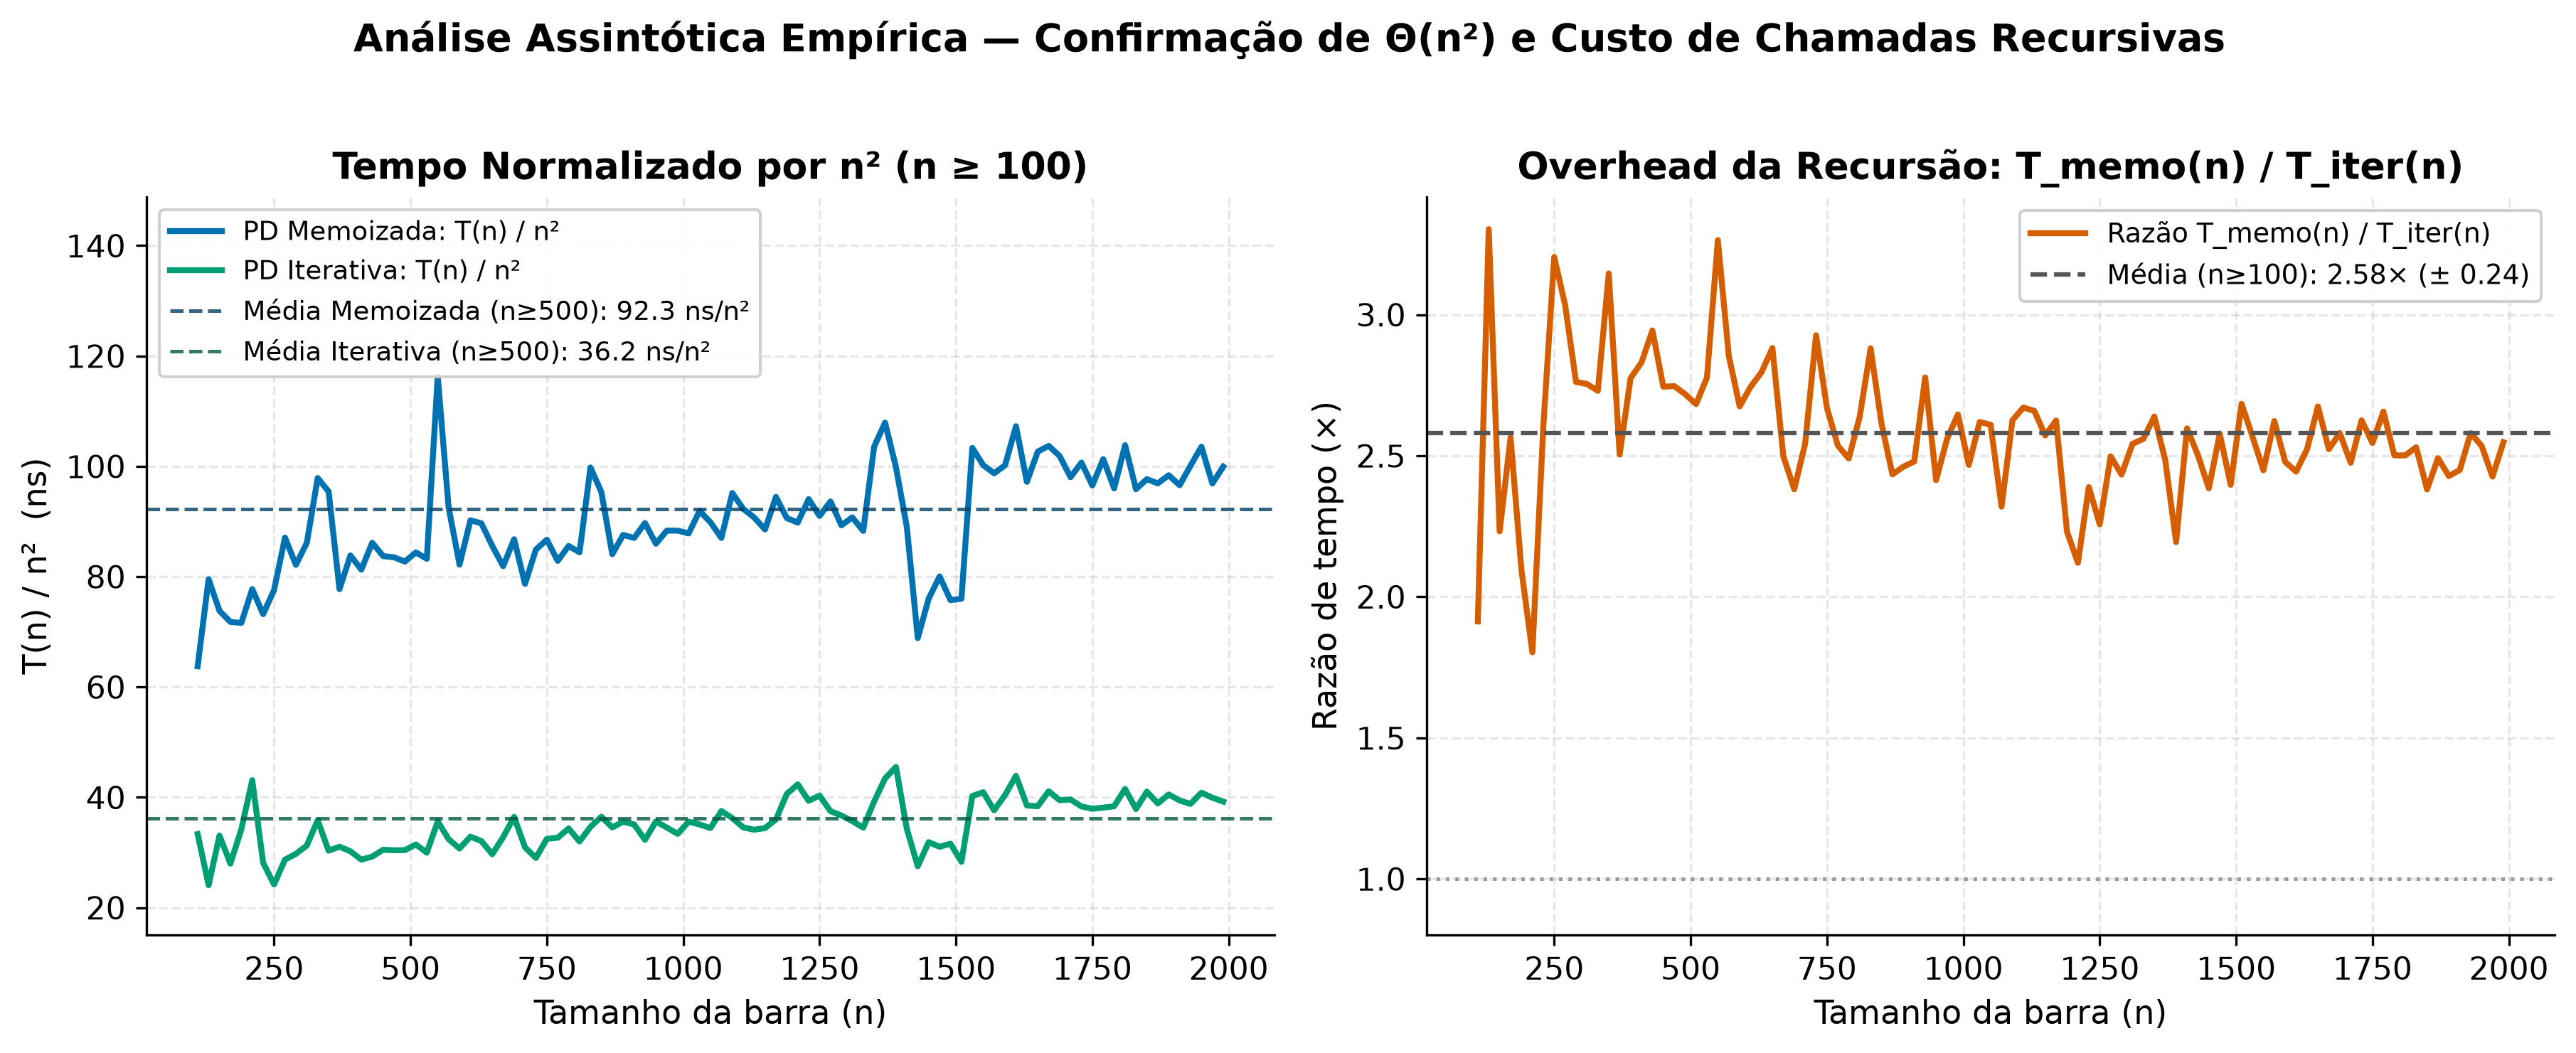 Análise Assintótica Empírica — Confirmação de Θ(n²) e Custo de Chamadas Recursivas
Tempo Normalizado por n² (n ≥ 100)
T(n) / n² (ns)
140
120
100
80
60
40
20
PD Memoizada: T(n) / n²
PD Iterativa: T(n) / n²
Média Memoizada (n≥500): 92.3 ns/n²
Média Iterativa (n≥500): 36.2 ns/n²
250 500 750 1000 1250 1500 1750 2000
Tamanho da barra (n)
Overhead da Recursão: T_memo(n) / T_iter(n)
Razão de tempo (×)
3.0
2.5
2.0
1.5
1.0
Razão T_memo(n) / T_iter(n)
Média (n≥100): 2.58× (± 0.24)
250 500 750 1000 1250 1500 1750 2000
Tamanho da barra (n)